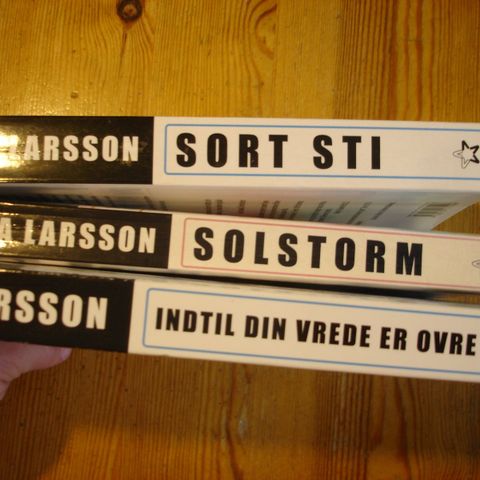 LARSSON SORT STI
A LARSSON SOLSTORM
RSSON INDTIL DIN VREDE ER OVRE